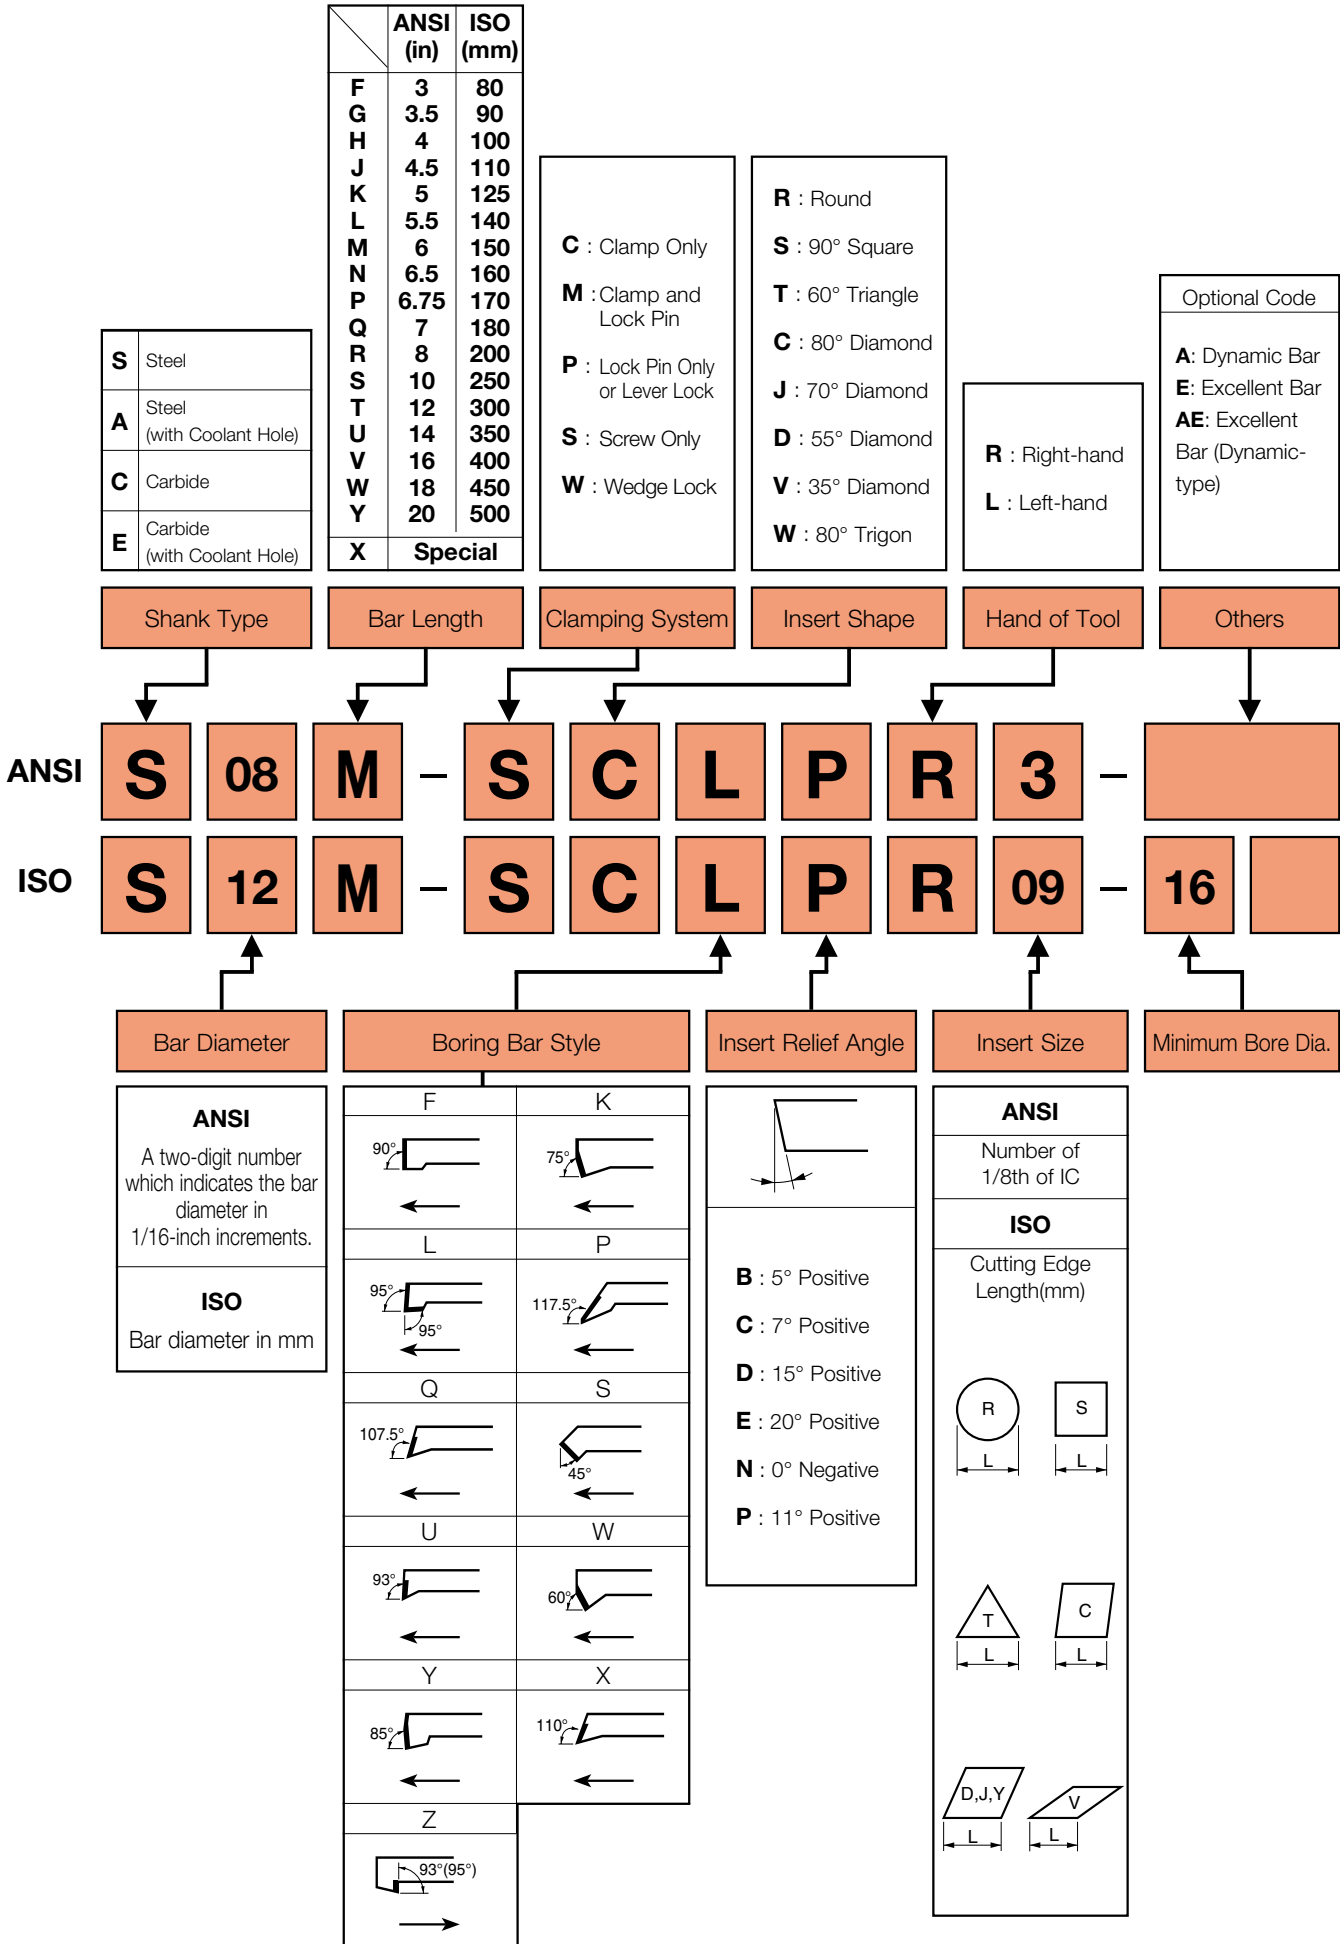 ANSI ISO
(in) (mm)
F 3 80
G 3.5 90
H 4 100
J 4.5 110
K 5 125
L 5.5 140
M 6 150
N 6.5 160
P 6.75 170
Q 7 180
R 8 200
S 10 250
T 12 300
U 14 350
V 16 400
W 18 450
Y 20 500
X Special
S Steel
A Steel
(with Coolant Hole)
C Carbide
E Carbide
(with Coolant Hole)
C : Clamp Only
M : Clamp and
Lock Pin
P : Lock Pin Only
or Lever Lock
S : Screw Only
W : Wedge Lock
R : Round
S : 90° Square
T : 60° Triangle
C : 80° Diamond
J : 70° Diamond
D : 55° Diamond
V : 35° Diamond
W : 80° Trigon
R : Right-hand
L : Left-hand
Optional Code
A: Dynamic Bar
E: Excellent Bar
AE: Excellent
Bar (Dynamic-
type)
Shank Type Bar Length Clamping System Insert Shape Hand of Tool Others
ANSI S 08 M – S C L P R 3 –
ISO S 12 M – S C L P R 09 – 16
Bar Diameter Boring Bar Style Insert Relief Angle Insert Size Minimum Bore Dia.
ANSI
A two-digit number
which indicates the bar
diameter in
1/16-inch increments.
ISO
Bar diameter in mm
F K
90° 75°
L P
95° 95° 117.5°
Q S
107.5° 45°
U W
93° 60°
Y X
85° 110°
Z
93°(95°)
B : 5° Positive
C : 7° Positive
D : 15° Positive
E : 20° Positive
N : 0° Negative
P : 11° Positive
ANSI
Number of
1/8th of IC
ISO
Cutting Edge
Length(mm)
R S
L L
T C
L L
D,J,Y V
L L